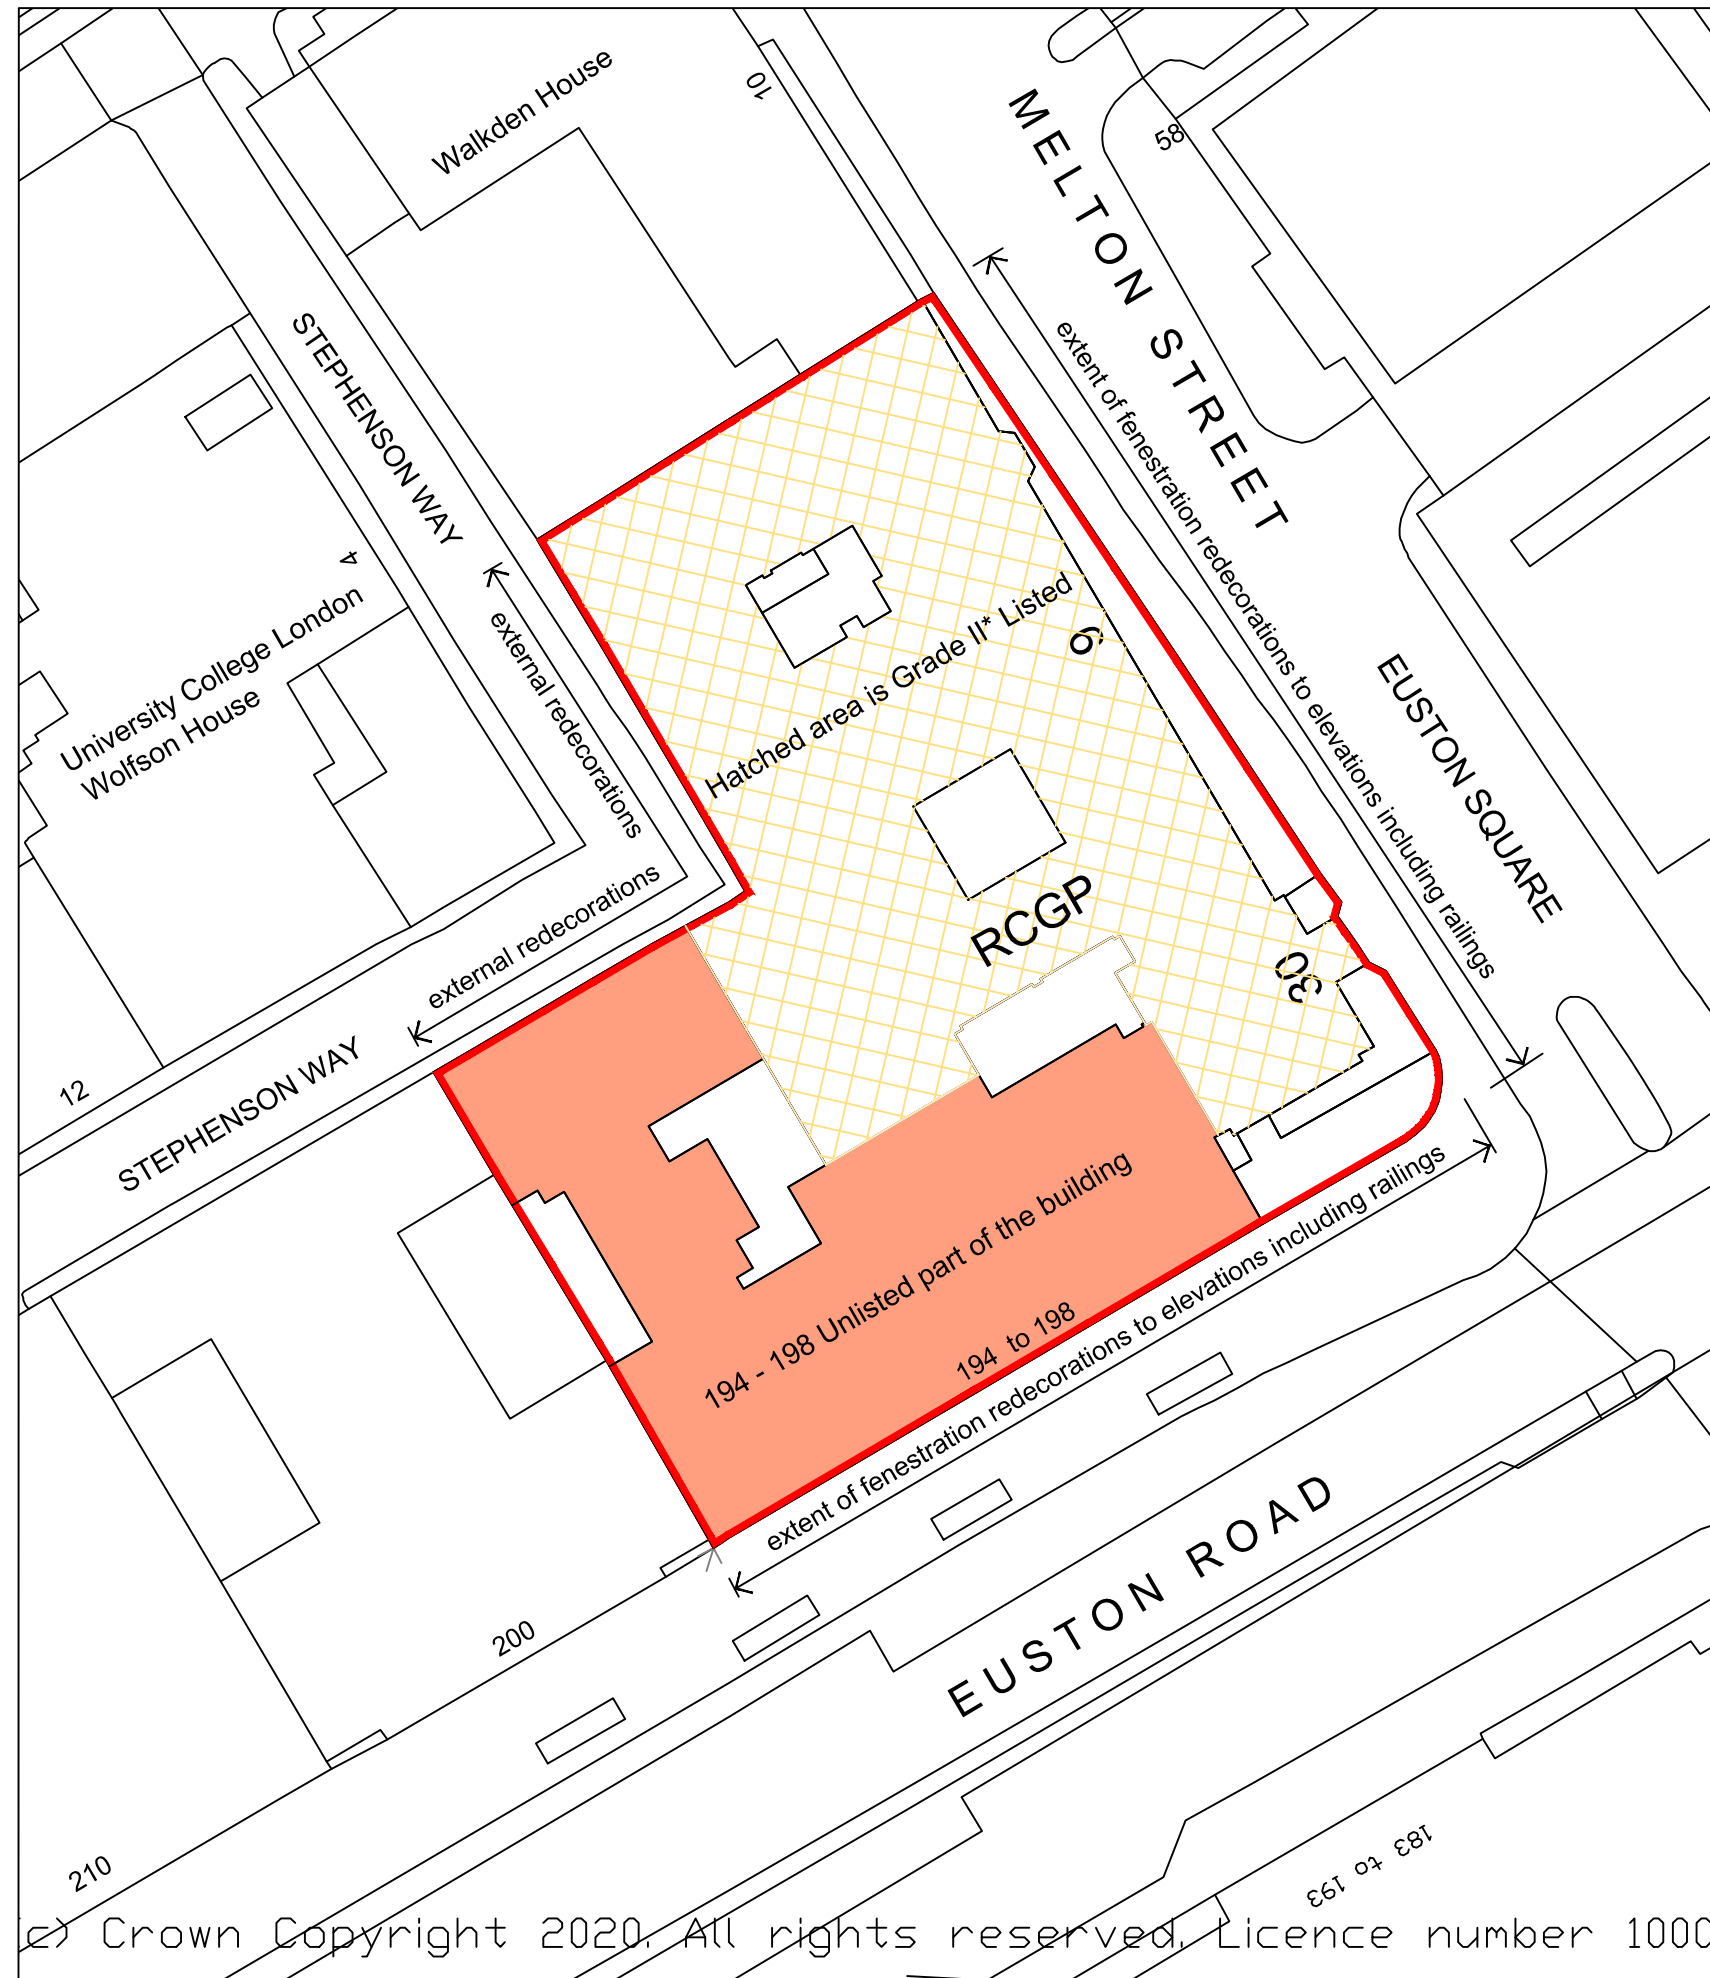 Walkden House
10
MELTON STREET
58
STEPHENSON WAY
4
University College London
Wolfson House
external redecorations
extent of fenestration redecorations to elevations including railings
Hatched area is Grade II* Listed
6
EUSTON SQUARE
RCGP
30
external redecorations
12
STEPHENSON WAY
194 - 198 Unlisted part of the building
194 to 198
extent of fenestration redecorations to elevations including railings
EUSTON ROAD
200
210
183 to 193
c) Crown Copyright 2020. All rights reserved. Licence number 1000